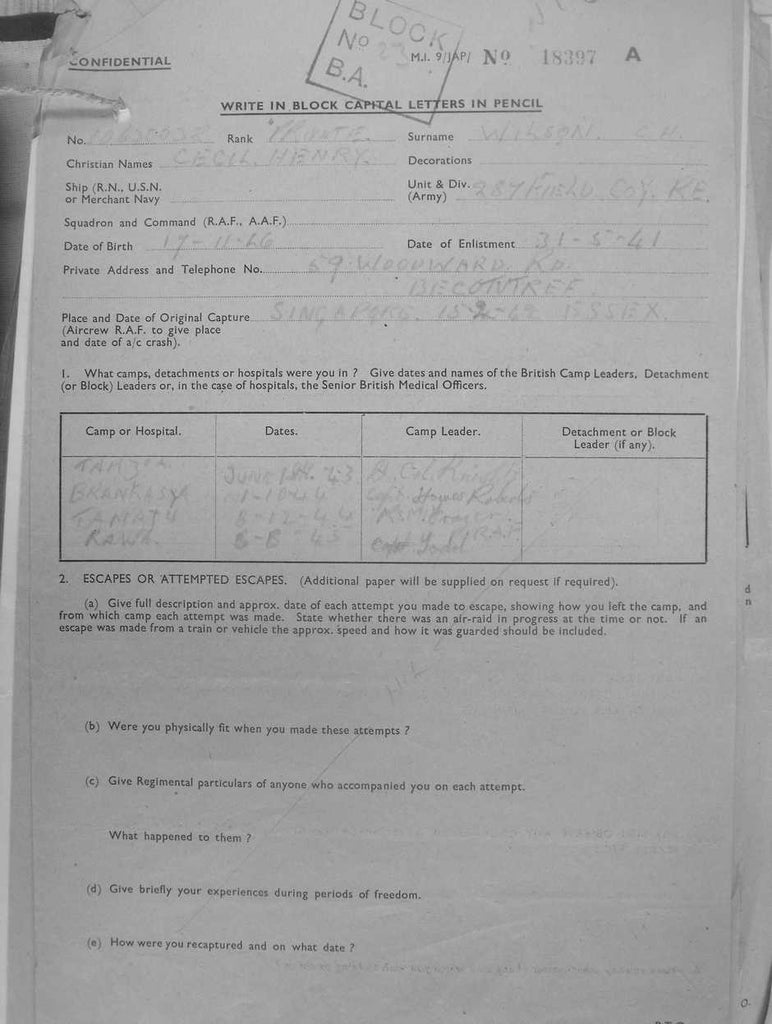 BLOCK
No 23
B.A.
CONFIDENTIAL
M.I. 9/JAP/ No 18397 A
WRITE IN BLOCK CAPITAL LETTERS IN PENCIL
No. Rank Surname WILSON. C.H.
Christian Names CECIL HENRY. Decorations
Ship (R.N., U.S.N. or Merchant Navy
Unit & Div. (Army) 287 FIELD COY. RE.
Squadron and Command (R.A.F., A.A.F.)
Date of Birth Date of Enlistment 31-5-41
Private Address and Telephone No. 59. WOODWARD. RD.
BECONTREE
Place and Date of Original Capture SINGAPORE. 15-2-42 ESSEX.
(Aircrew R.A.F. to give place
and date of a/c crash).
1. What camps, detachments or hospitals were you in ? Give dates and names of the British Camp Leaders, Detachment
(or Block) Leaders or, in the case of hospitals, the Senior British Medical Officers.
Camp or Hospital. Dates. Camp Leader. Detachment or Block
Leader (if any).
JUNE 43
1-10-44
8-12-44
8-8-45
2. ESCAPES OR ATTEMPTED ESCAPES. (Additional paper will be supplied on request if required).
(a) Give full description and approx. date of each attempt you made to escape, showing how you left the camp, and
from which camp each attempt was made. State whether there was an air-raid in progress at the time or not. If an
escape was made from a train or vehicle the approx. speed and how it was guarded should be included.
(b) Were you physically fit when you made these attempts ?
(c) Give Regimental particulars of anyone who accompanied you on each attempt.
What happened to them ?
(d) Give briefly your experiences during periods of freedom.
(e) How were you recaptured and on what date ?